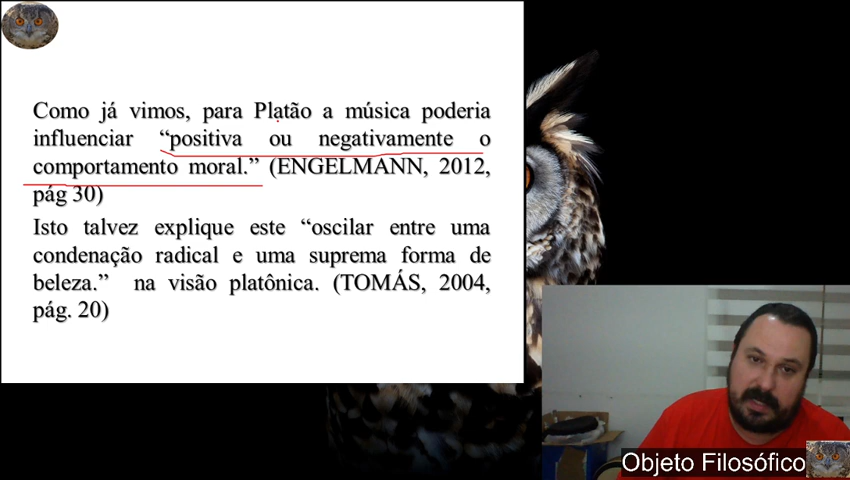 Como já vimos, para Platão a música poderia
influenciar “positiva ou negativamente o
comportamento moral.” (ENGELMANN, 2012,
pág 30)
Isto talvez explique este “oscilar entre uma
condenação radical e uma suprema forma de
beleza.” na visão platônica. (TOMÁS, 2004,
pág. 20)
Objeto Filosófico